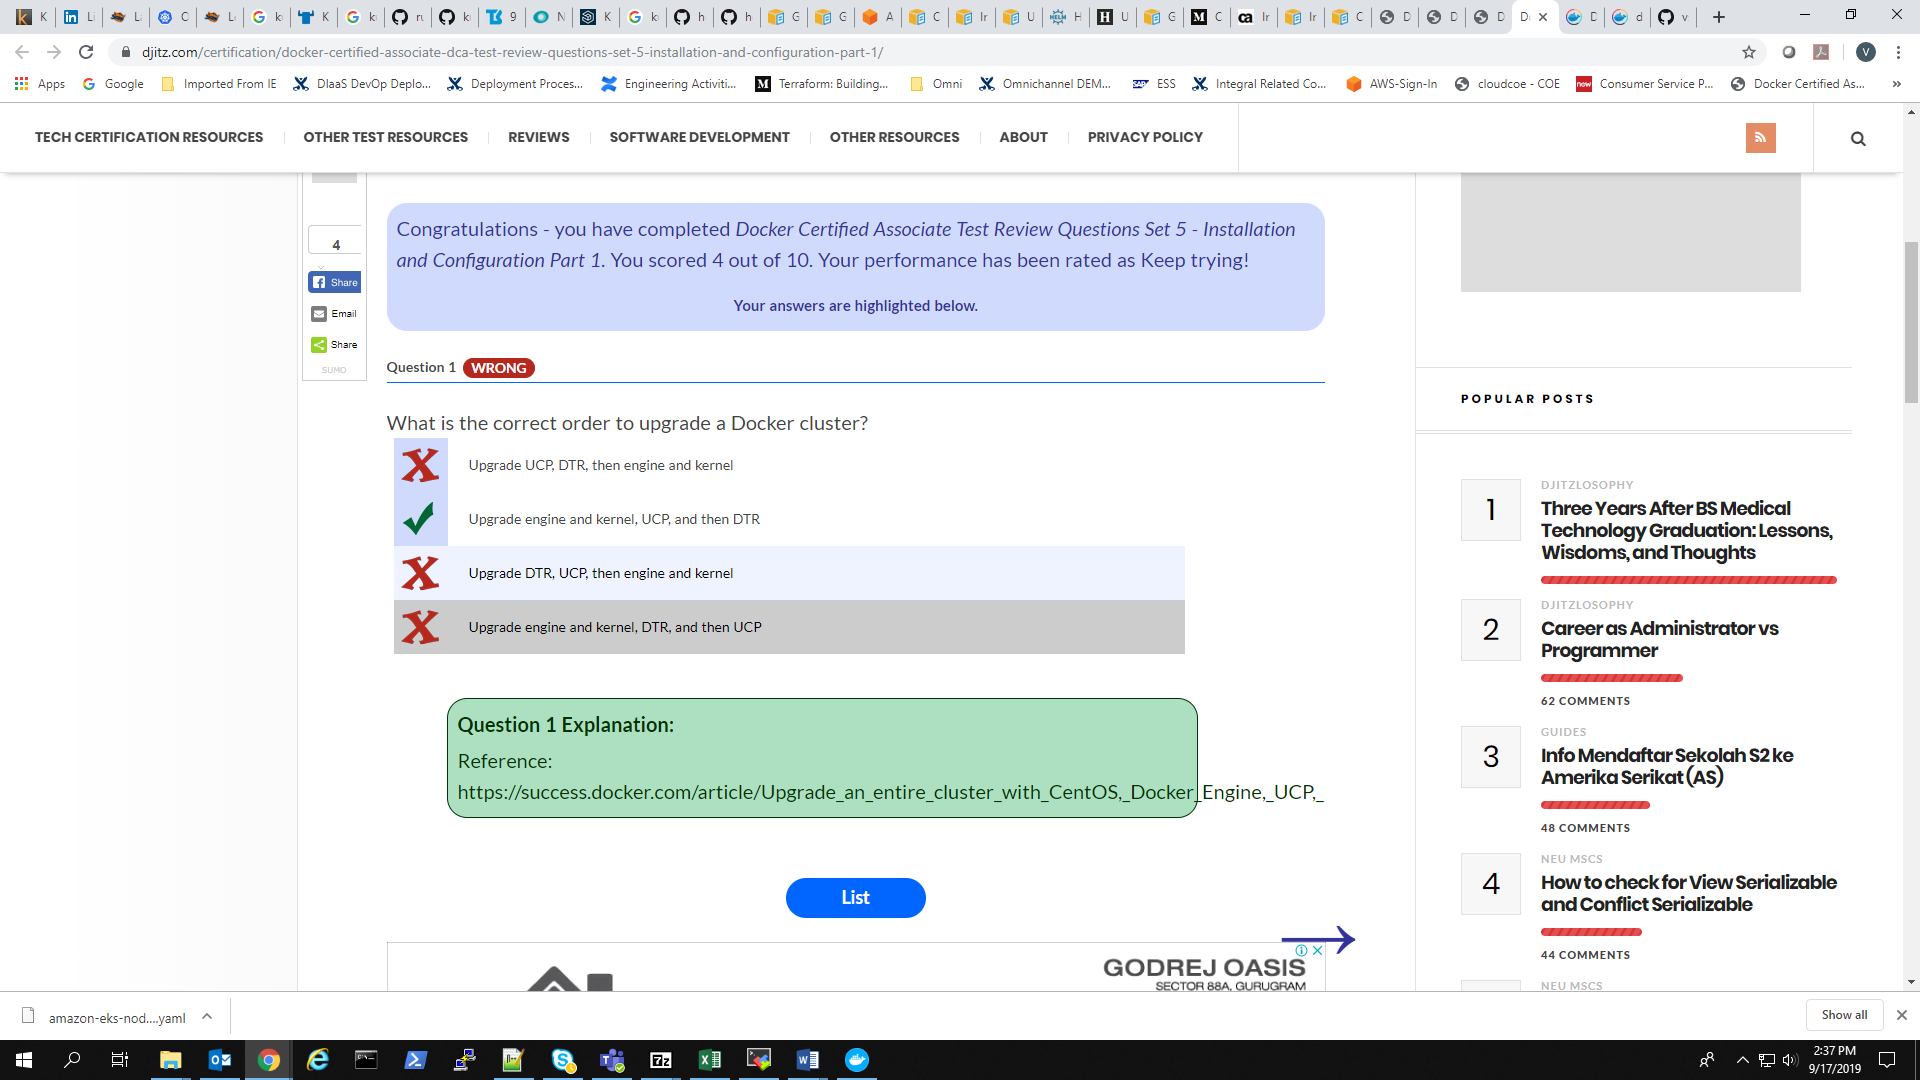 K
Li
La
C
Le
k
K
k
ru
k
9
N
K
k
h
h
G
G
A
C
Ir
U
H
U
G
C
Ir
Ir
C
D
D
D
D
D
d
v
djitz.com/certification/docker-certified-associate-dca-test-review-questions-set-5-installation-and-configuration-part-1/
V
Apps
Google
Imported From IE
DIaaS DevOp Deplo...
Deployment Proces...
Engineering Activiti...
Terraform: Building...
Omni
Omnichannel DEM...
ESS
Integral Related Co...
AWS-Sign-In
cloudcoe - COE
Consumer Service P...
Docker Certified As...
»
TECH CERTIFICATION RESOURCES
OTHER TEST RESOURCES
REVIEWS
SOFTWARE DEVELOPMENT
OTHER RESOURCES
ABOUT
PRIVACY POLICY
4
Share
Email
Share
SUMO
Congratulations - you have completed Docker Certified Associate Test Review Questions Set 5 - Installation
and Configuration Part 1. You scored 4 out of 10. Your performance has been rated as Keep trying!
Your answers are highlighted below.
Question 1 WRONG
What is the correct order to upgrade a Docker cluster?
Upgrade UCP, DTR, then engine and kernel
Upgrade engine and kernel, UCP, and then DTR
Upgrade DTR, UCP, then engine and kernel
Upgrade engine and kernel, DTR, and then UCP
Question 1 Explanation:
Reference:
https://success.docker.com/article/Upgrade_an_entire_cluster_with_CentOS,_Docker_Engine,_UCP,_
List
GODREJ OASIS
SECTOR 88A, GURUGRAM
POPULAR POSTS
1
DJITZLOSOPHY
Three Years After BS Medical
Technology Graduation: Lessons,
Wisdoms, and Thoughts
2
DJITZLOSOPHY
Career as Administrator vs
Programmer
62 COMMENTS
3
GUIDES
Info Mendaftar Sekolah S2 ke
Amerika Serikat (AS)
48 COMMENTS
4
NEU MSCS
How to check for View Serializable
and Conflict Serializable
44 COMMENTS
NEU MSCS
amazon-eks-nod....yaml
Show all
2:37 PM
9/17/2019